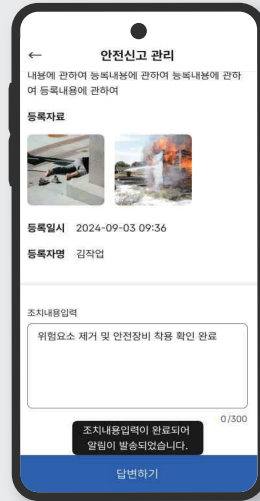 ←
안전신고 관리
내용에 관하여 등록내용에 관하여 등록내용에 관하
여 등록내용에 관하여
등록자료
등록일시 2024-09-03 09:36
등록자명 김작업
조치내용입력
위험요소 제거 및 안전장비 착용 확인 완료
0/300
조치내용입력이 완료되어
알림이 발송되었습니다.
답변하기